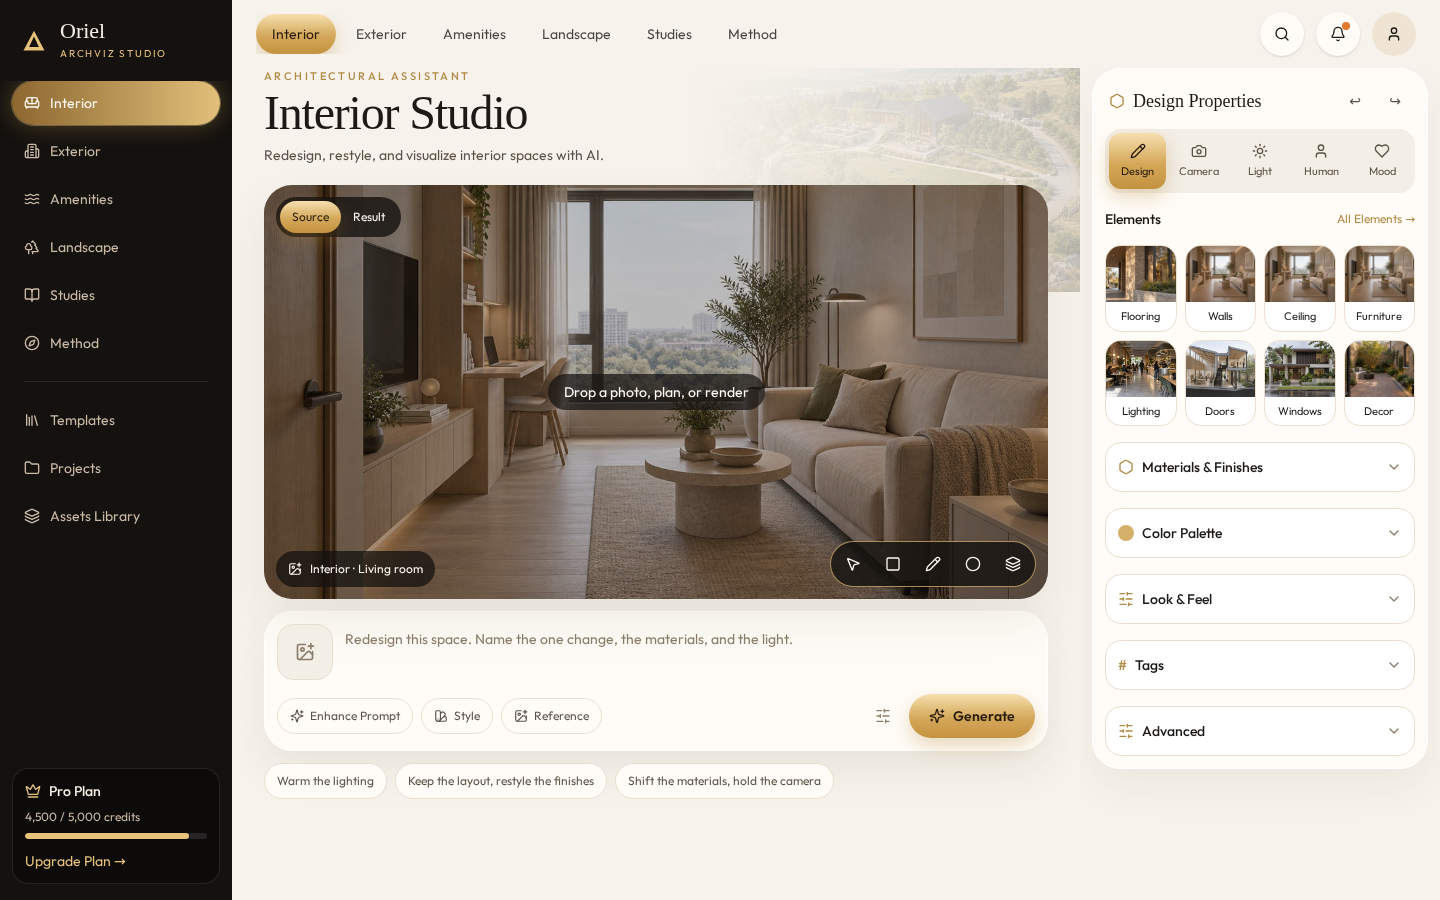 Oriel
ARCHVIZ STUDIO
Interior
Exterior
Amenities
Landscape
Studies
Method
Templates
Projects
Assets Library
Pro Plan
4,500 / 5,000 credits
Upgrade Plan →
Interior
Exterior
Amenities
Landscape
Studies
Method
ARCHITECTURAL ASSISTANT
Interior Studio
Redesign, restyle, and visualize interior spaces with AI.
Source
Result
Drop a photo, plan, or render
Interior · Living room
Redesign this space. Name the one change, the materials, and the light.
Enhance Prompt
Style
Reference
Generate
Warm the lighting
Keep the layout, restyle the finishes
Shift the materials, hold the camera
Design Properties
↩
↪
Design
Camera
Light
Human
Mood
Elements
All Elements →
Flooring
Walls
Ceiling
Furniture
Lighting
Doors
Windows
Decor
Materials & Finishes
Color Palette
Look & Feel
# Tags
Advanced